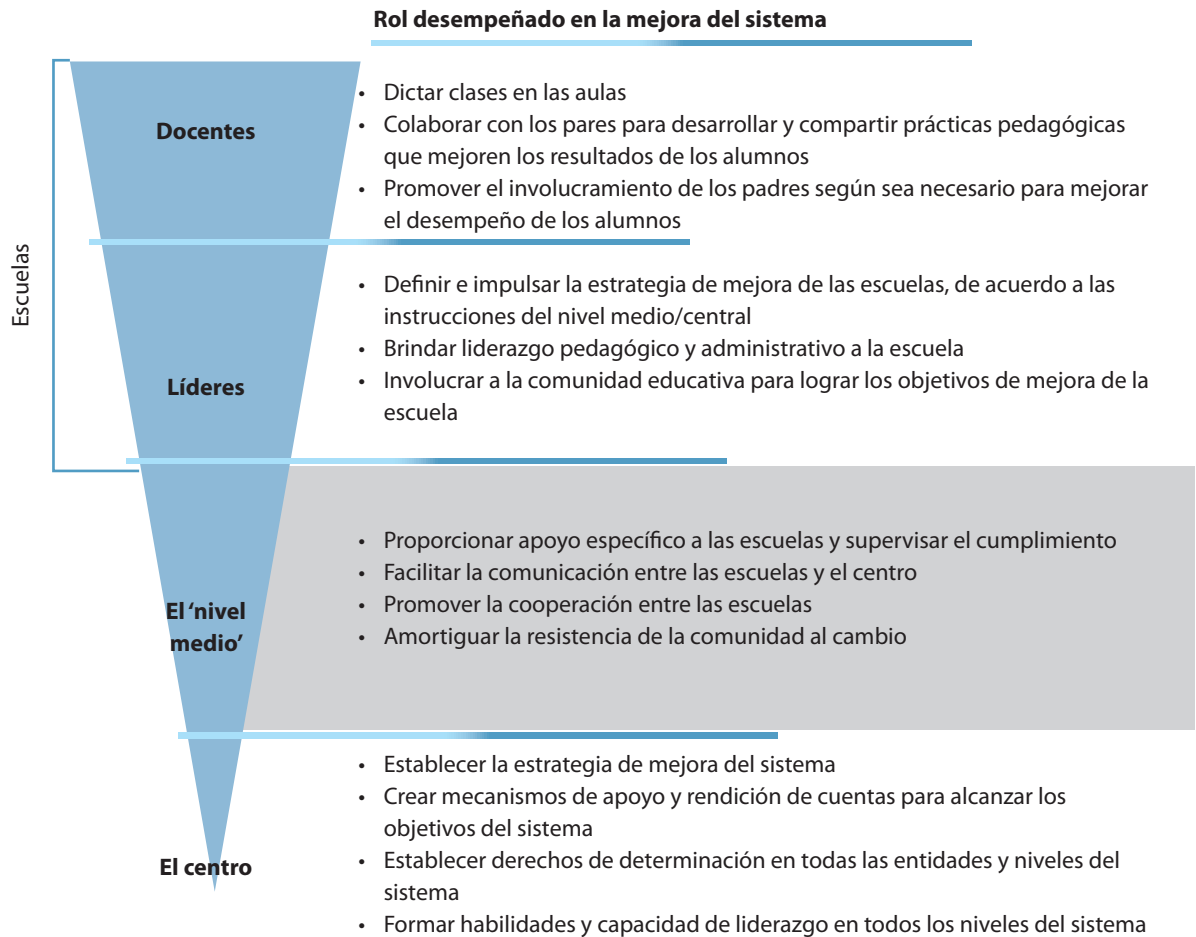 Rol desempeñado en la mejora del sistema
Escuelas
Docentes
• Dictar clases en las aulas
• Colaborar con los pares para desarrollar y compartir prácticas pedagógicas
que mejoren los resultados de los alumnos
• Promover el involucramiento de los padres según sea necesario para mejorar
el desempeño de los alumnos
Líderes
• Definir e impulsar la estrategia de mejora de las escuelas, de acuerdo a las
instrucciones del nivel medio/central
• Brindar liderazgo pedagógico y administrativo a la escuela
• Involucrar a la comunidad educativa para lograr los objetivos de mejora de la
escuela
El ‘nivel
medio’
• Proporcionar apoyo específico a las escuelas y supervisar el cumplimiento
• Facilitar la comunicación entre las escuelas y el centro
• Promover la cooperación entre las escuelas
• Amortiguar la resistencia de la comunidad al cambio
El centro
• Establecer la estrategia de mejora del sistema
• Crear mecanismos de apoyo y rendición de cuentas para alcanzar los
objetivos del sistema
• Establecer derechos de determinación en todas las entidades y niveles del
sistema
• Formar habilidades y capacidad de liderazgo en todos los niveles del sistema